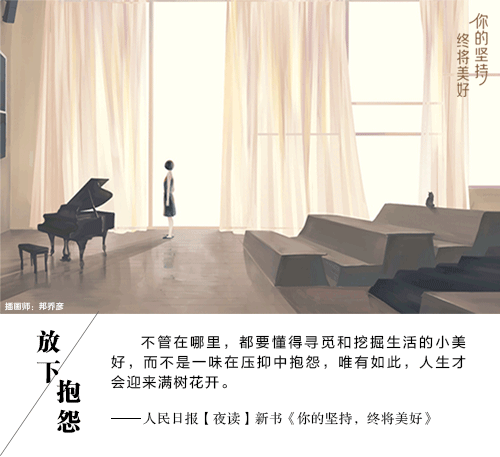 你的坚持
终将美好
插画师：邦乔彦
放下
抱怨
不管在哪里，都要懂得寻觅和挖掘生活的小美
好，而不是一味在压抑中抱怨，唯有如此，人生才
会迎来满树花开。
——人民日报【夜读】新书《你的坚持，终将美好》